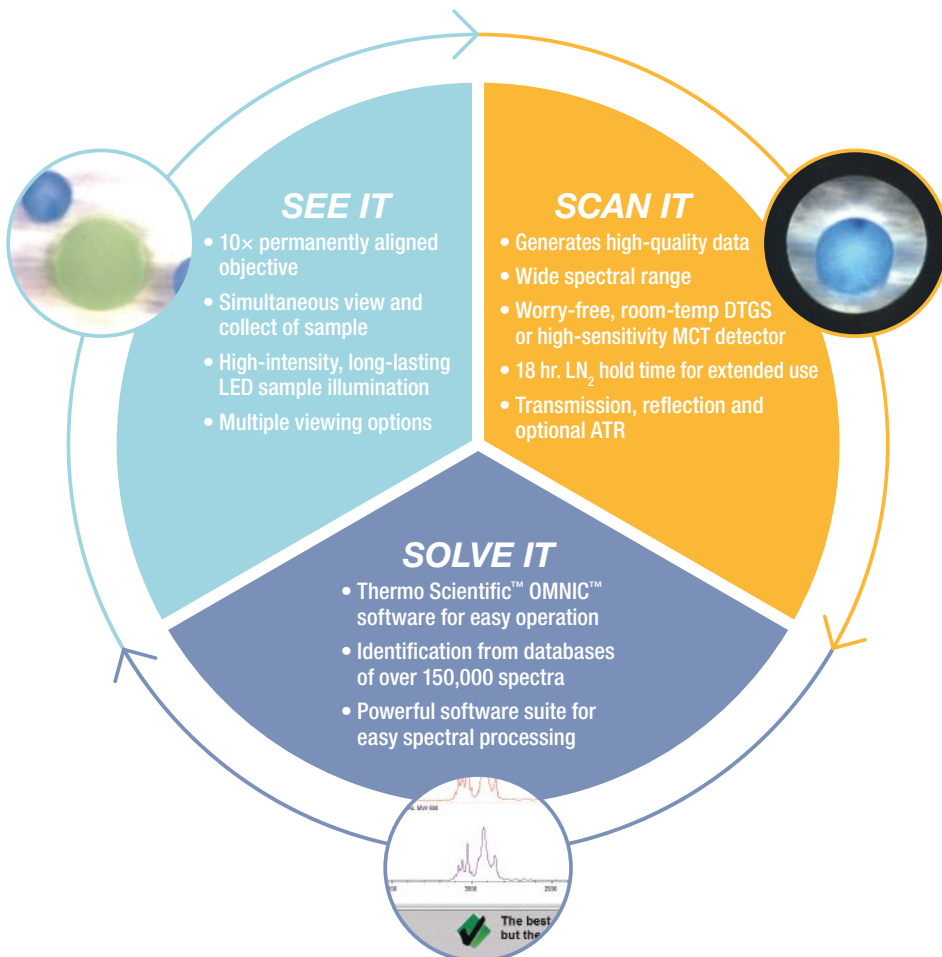 SEE IT
• 10× permanently aligned
objective
• Simultaneous view and
collect of sample
• High-intensity, long-lasting
LED sample illumination
• Multiple viewing options
SCAN IT
• Generates high-quality data
• Wide spectral range
• Worry-free, room-temp DTGS
or high-sensitivity MCT detector
• 18 hr. LN₂ hold time for extended use
• Transmission, reflection and
optional ATR
SOLVE IT
• Thermo Scientific™ OMNIC™
software for easy operation
• Identification from databases
of over 150,000 spectra
• Powerful software suite for
easy spectral processing
The best
but the